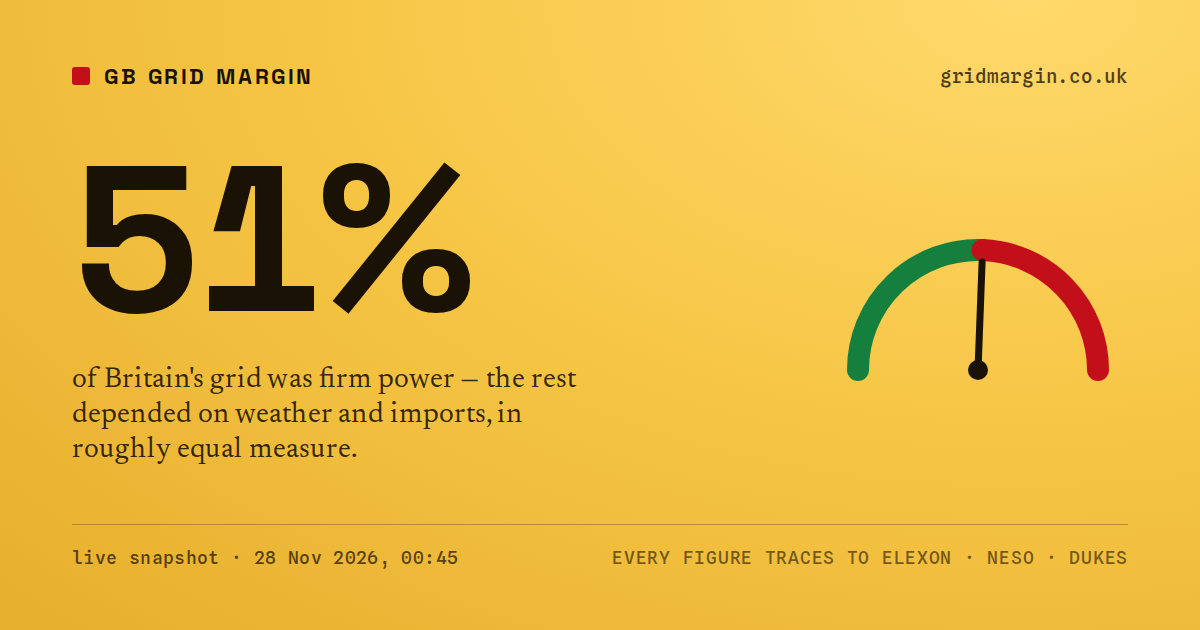 GB GRID MARGIN
gridmargin.co.uk
51%
of Britain's grid was firm power — the rest
depended on weather and imports, in
roughly equal measure.
live snapshot · 28 Nov 2026, 00:45
EVERY FIGURE TRACES TO ELEXON · NESO · DUKES